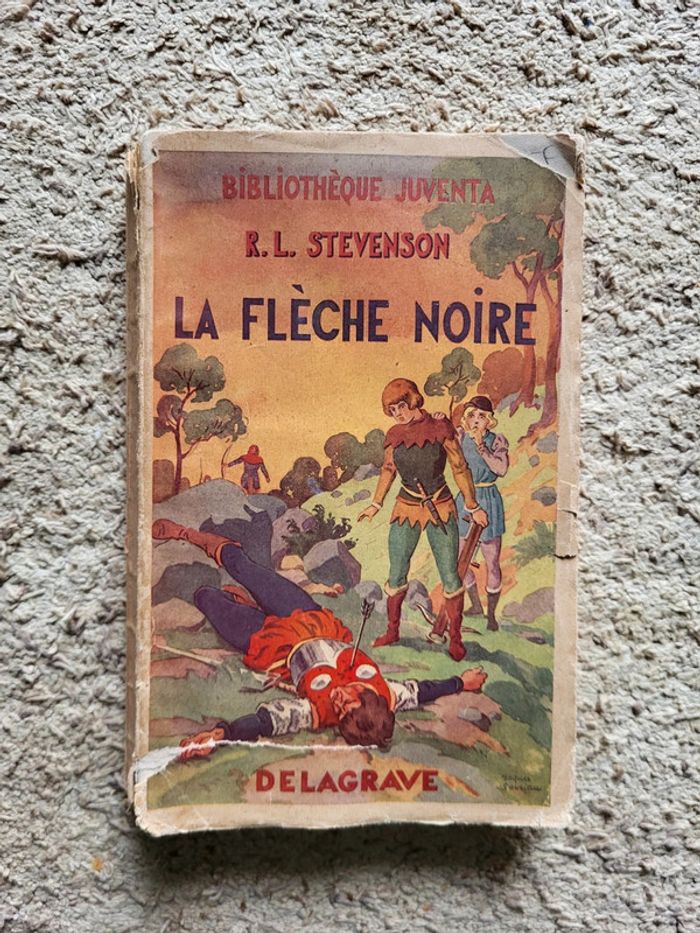 BIBLIOTHÈQUE JUVENTA
R. L. STEVENSON
LA FLÈCHE NOIRE
DELAGRAVE